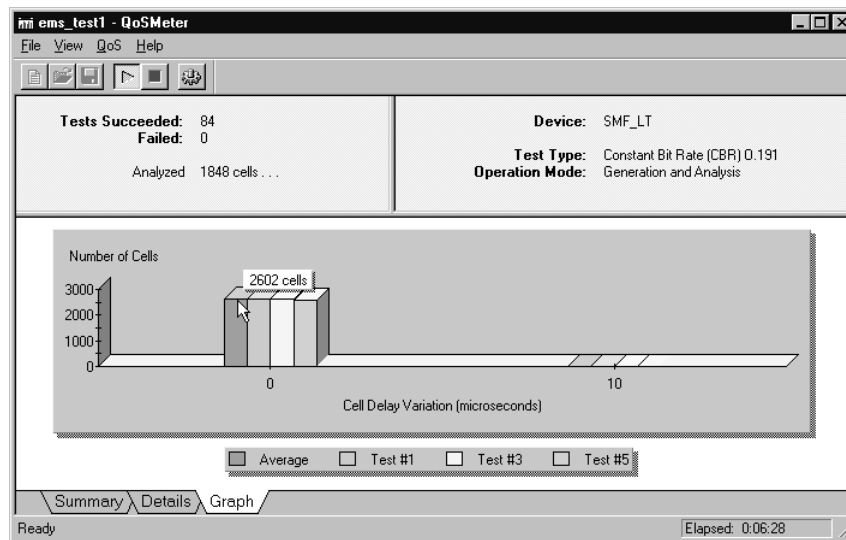 ems_test1 - QoSMeter
File View QoS Help
Tests Succeeded: 84
Failed: 0
Analyzed 1848 cells . . .
Device: SMF_LT
Test Type: Constant Bit Rate (CBR) O.191
Operation Mode: Generation and Analysis
Number of Cells
2602 cells
3000
2000
1000
0
0 10
Cell Delay Variation (microseconds)
Average Test #1 Test #3 Test #5
Summary Details Graph
Ready Elapsed: 0:06:28